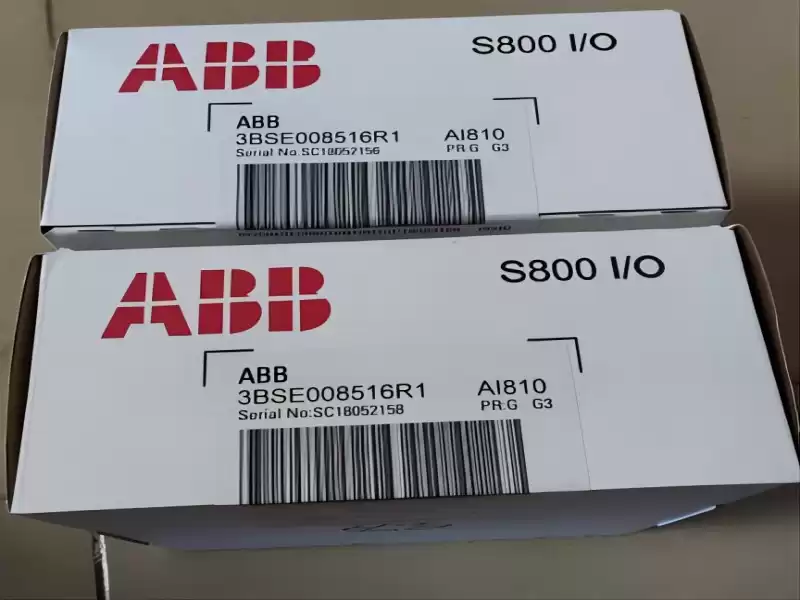 ABB
S800 I/O
ABB
3BSE008516R1 AI810
Serial No:SC18052156 PR:G G3
ABB
S800 I/O
ABB
3BSE008516R1 AI810
Serial No:SC18052158 PR:G G3